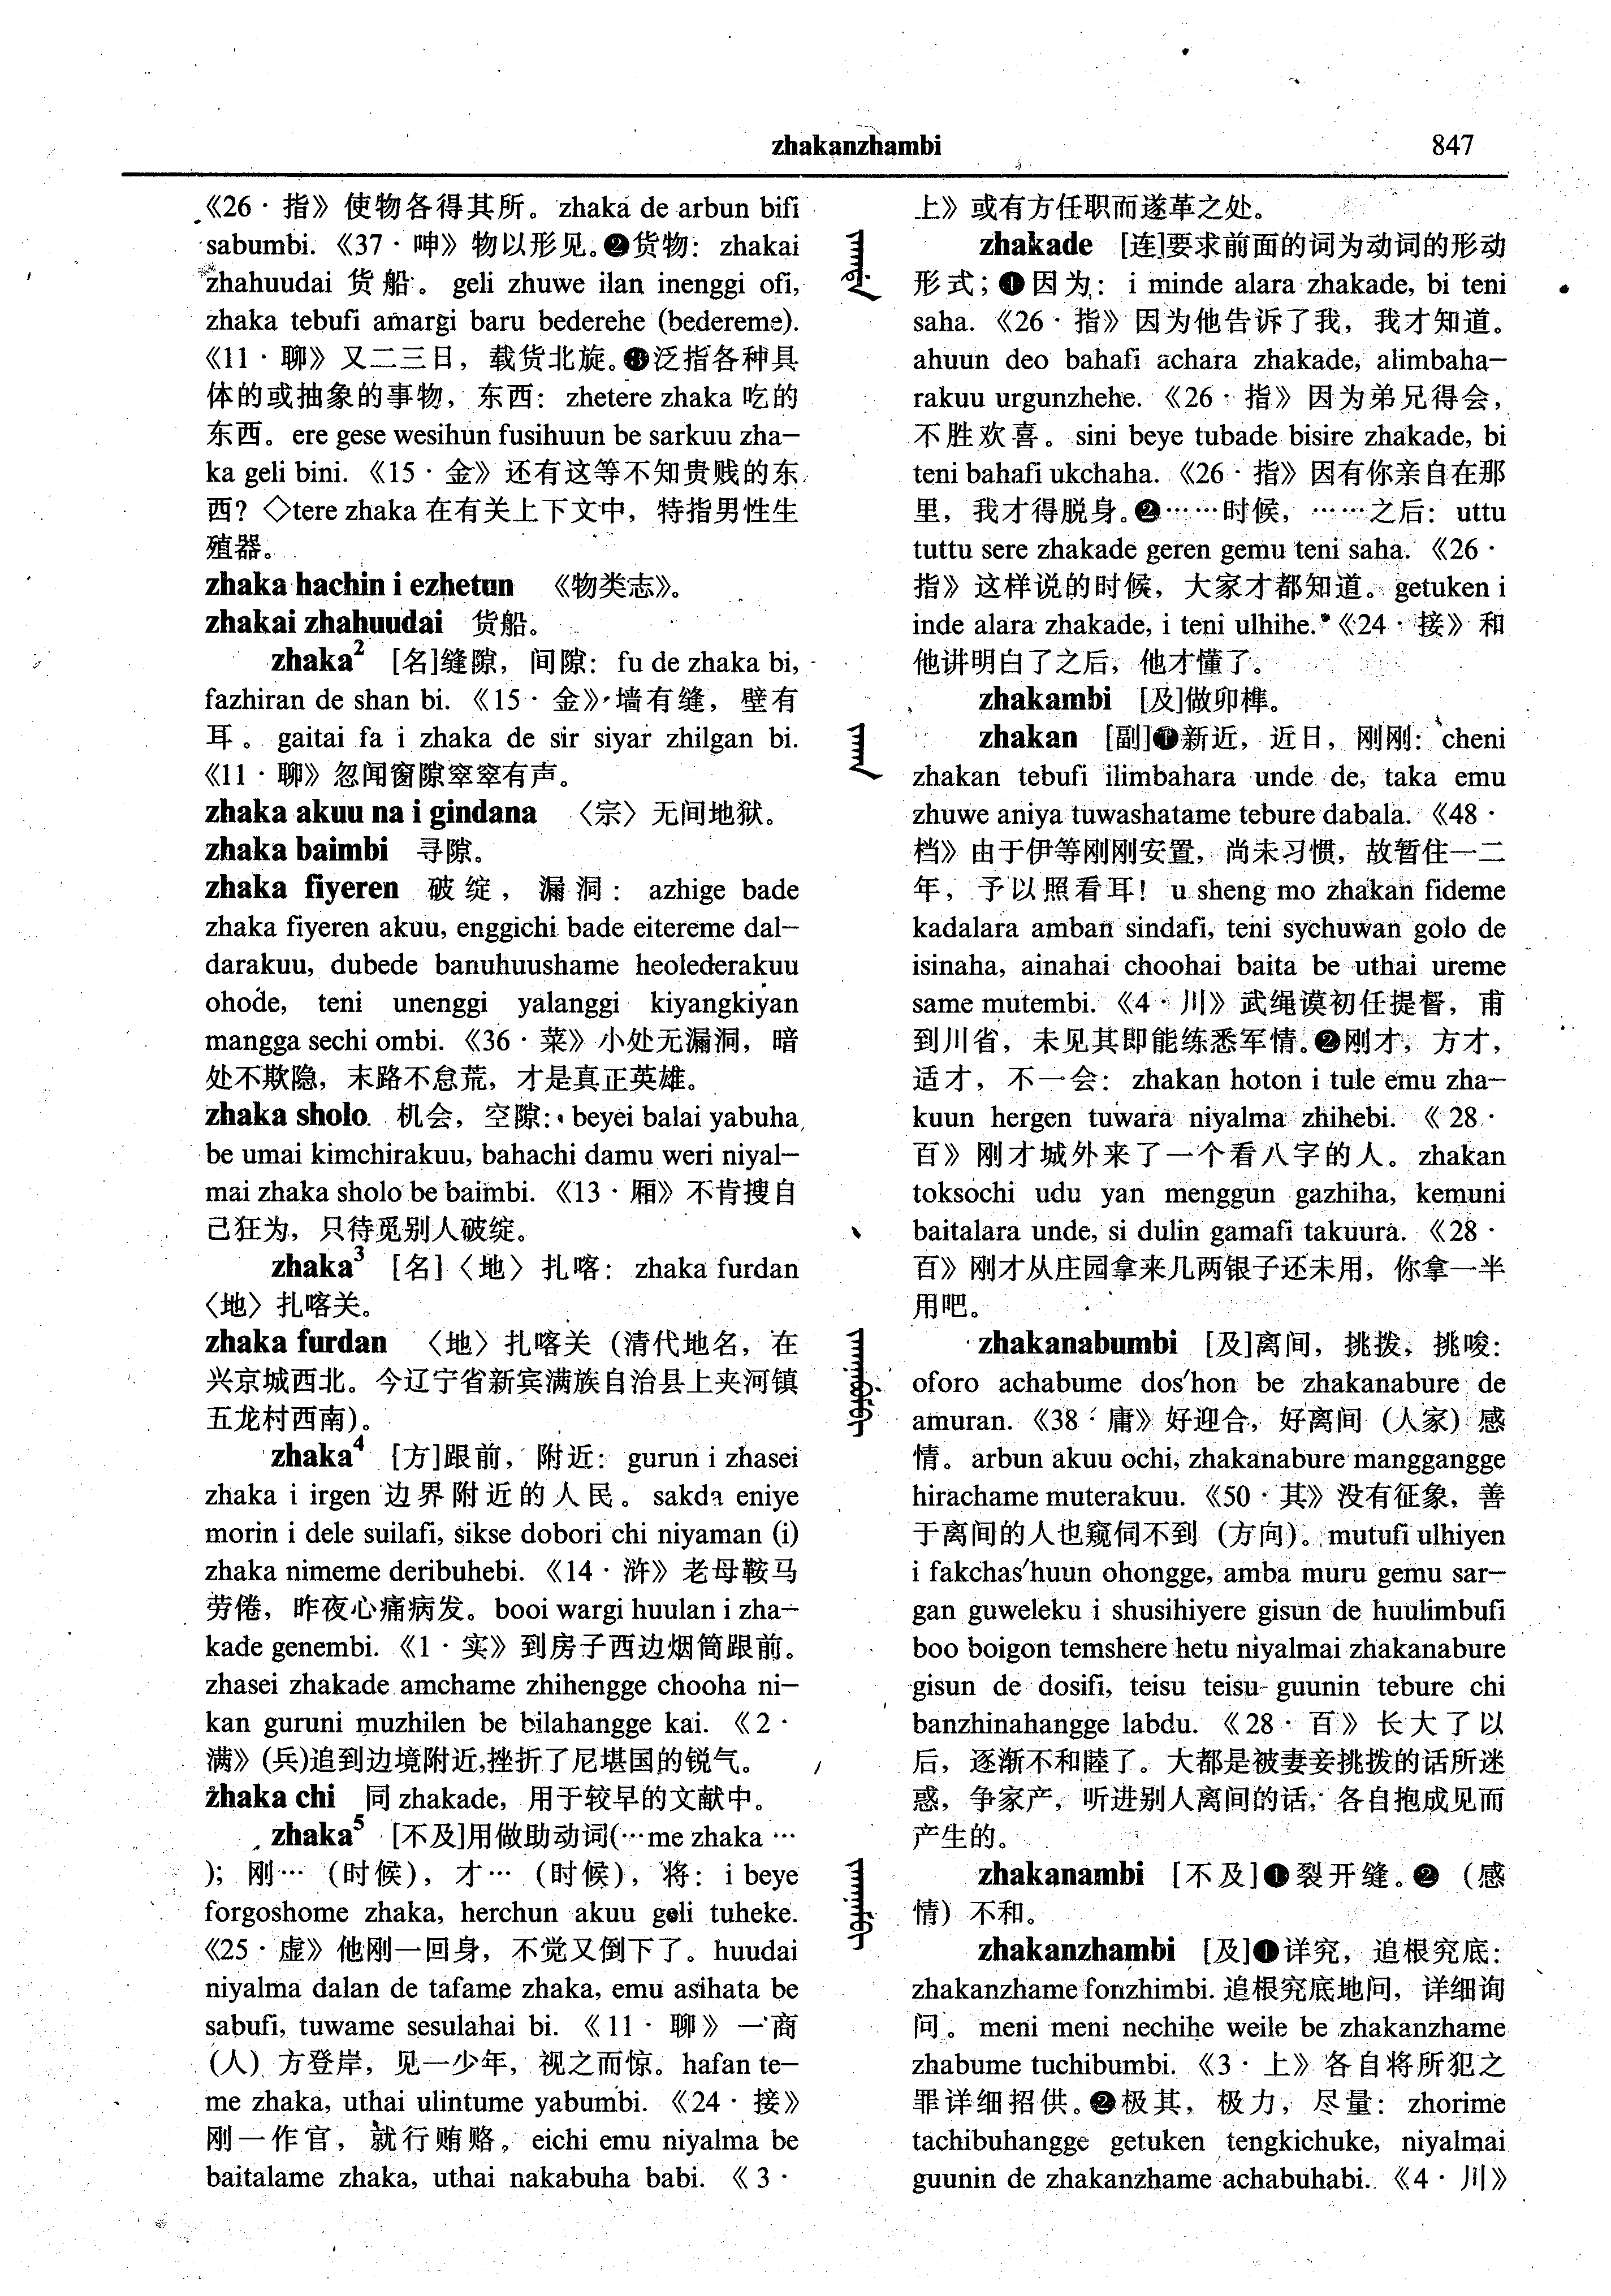 zhakanzhambi 847
《26·指》使物各得其所。zhaka de arbun bifi
sabumbi.《37·呻》物以形见。❷货物：zhakai
zhahuudai 货船。geli zhuwe ilan inenggi ofi,
zhaka tebufi amargi baru bederehe (bedereme).
《11·聊》又二三日，载货北旋。❸泛指各种具
体的或抽象的事物，东西：zhetere zhaka 吃的
东西。ere gese wesihun fusihuun be sarkuu zha—
ka geli bini.《15·金》还有这等不知贵贱的东
西？◇tere zhaka 在有关上下文中，特指男性生
殖器。
zhaka hachin i ezhetun 《物类志》。
zhakai zhahuudai 货船。
zhaka² [名]缝隙，间隙：fu de zhaka bi,
fazhiran de shan bi.《15·金》墙有缝，壁有
耳。gaitai fa i zhaka de sir siyar zhilgan bi.
《11·聊》忽闻窗隙窣窣有声。
zhaka akuu na i gindana 〈宗〉无间地狱。
zhaka baimbi 寻隙。
zhaka fiyeren 破绽，漏洞：azhige bade
zhaka fiyeren akuu, enggichi bade eitereme dal—
darakuu, dubede banuhuushame heolederakuu
ohode, teni unenggi yalanggi kiyangkiyan
mangga sechi ombi.《36·菜》小处无漏洞，暗
处不欺隐，末路不怠荒，才是真正英雄。
zhaka sholo 机会，空隙：beyei balai yabuha
be umai kimchirakuu, bahachi damu weri niyal—
mai zhaka sholo be baimbi.《13·厢》不肯搜自
己狂为，只待觅别人破绽。
zhaka³ [名]〈地〉扎喀：zhaka furdan
〈地〉扎喀关。
zhaka furdan 〈地〉扎喀关（清代地名，在
兴京城西北。今辽宁省新宾满族自治县上夹河镇
五龙村西南）。
zhaka⁴ [方]跟前，附近：gurun i zhasei
zhaka i irgen 边界附近的人民。sakda eniye
morin i dele suilafi, sikse dobori chi niyaman (i)
zhaka nimeme deribuhebi.《14·浒》老母鞍马
劳倦，昨夜心痛病发。booi wargi huulan i zha—
kade genembi.《1·实》到房子西边烟筒跟前。
zhasei zhakade amchame zhihengge chooha ni—
kan guruni muzhilen be bilahangge kai.《2·
满》(兵)追到边境附近,挫折了尼堪国的锐气。
zhaka chi 同 zhakade，用于较早的文献中。
zhaka⁵ [不及]用做助动词(…me zhaka …
); 刚…（时候），才…（时候），将：i beye
forgoshome zhaka, herchun akuu geli tuheke.
《25·虚》他刚一回身，不觉又倒下了。huudai
niyalma dalan de tafame zhaka, emu asihata be
sabufi, tuwame sesulahai bi.《11·聊》一商
(人）方登岸，见一少年，视之而惊。hafan te—
me zhaka, uthai ulintume yabumbi.《24·接》
刚一作官，就行贿赂。eichi emu niyalma be
baitalame zhaka, uthai nakabuha babi.《3·
上》或有方任职而遂革之处。
zhakade [连]要求前面的词为动词的形动
形式；❶因为：i minde alara zhakade, bi teni
saha.《26·指》因为他告诉了我，我才知道。
ahuun deo bahafi achara zhakade, alimbaha—
rakuu urgunzhehe.《26·指》因为弟兄得会，
不胜欢喜。sini beye tubade bisire zhakade, bi
teni bahafi ukchaha.《26·指》因有你亲自在那
里，我才得脱身。❷……时候，……之后：uttu
tuttu sere zhakade geren gemu teni saha.《26·
指》这样说的时候，大家才都知道。getuken i
inde alara zhakade, i teni ulhihe.《24·接》和
他讲明白了之后，他才懂了。
zhakambi [及]做卯榫。
zhakan [副]❶新近，近日，刚刚：cheni
zhakan tebufi ilimbahara unde de, taka emu
zhuwe aniya tuwashatame tebure dabala.《48·
档》由于伊等刚刚安置，尚未习惯，故暂住一二
年，予以照看耳！u sheng mo zhakan fideme
kadalara amban sindafi, teni sychuwan golo de
isinaha, ainahai choohai baita be uthai ureme
same mutembi.《4·川》武绳谟初任提督，甫
到川省，未见其即能练悉军情。❷刚才，方才，
适才，不一会：zhakan hoton i tule emu zha—
kuun hergen tuwara niyalma zhihebi.《28·
百》刚才城外来了一个看八字的人。zhakan
toksochi udu yan menggun gazhiha, kemuni
baitalara unde, si dulin gamafi takuura.《28·
百》刚才从庄园拿来几两银子还未用，你拿一半
用吧。
zhakanabumbi [及]离间，挑拨，挑唆：
oforo achabume dos'hon be zhakanabure de
amuran.《38·庸》好迎合，好离间（人家）感
情。arbun akuu ochi, zhakanabure manggangge
hirachame muterakuu.《50·其》没有征象，善
于离间的人也窥伺不到（方向）。mutufi ulhiyen
i fakchas'huun ohongge, amba muru gemu sar—
gan guweleku i shusihiyere gisun de huulimbufi
boo boigon temshere hetu niyalmai zhakanabure
gisun de dosifi, teisu teisu guunin tebure chi
banzhinahangge labdu.《28·百》长大了以
后，逐渐不和睦了。大都是被妻妾挑拨的话所迷
惑，争家产，听进别人离间的话，各自抱成见而
产生的。
zhakanambi [不及]❶裂开缝。❷（感
情）不和。
zhakanzhambi [及]❶详究，追根究底：
zhakanzhame fonzhimbi. 追根究底地问，详细询
问。meni meni nechihe weile be zhakanzhame
zhabume tuchibumbi.《3·上》各自将所犯之
罪详细招供。❷极其，极力，尽量：zhorime
tachibuhangge getuken tengkichuke, niyalmai
guunin de zhakanzhame achabuhabi.《4·川》